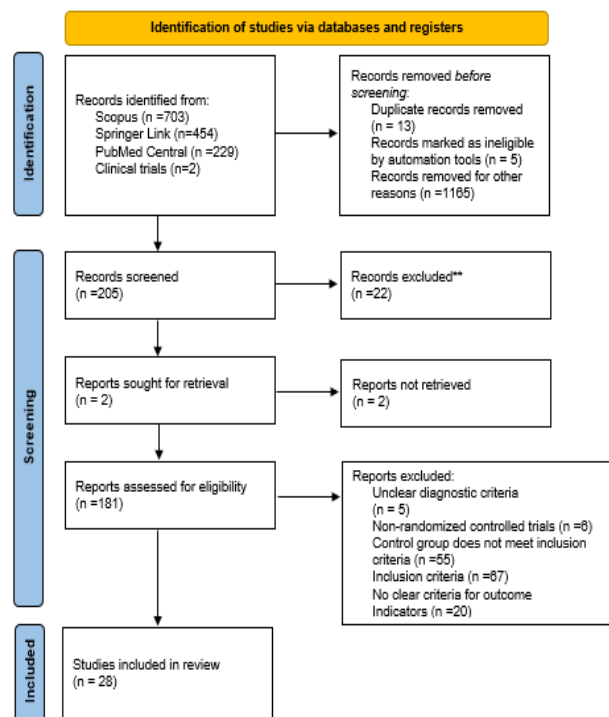 Identification of studies via databases and registers
Identification
Records identified from:
Scopus (n =703)
Springer Link (n=454)
PubMed Central (n =229)
Clinical trials (n=2)
Records removed before
screening:
Duplicate records removed
(n = 13)
Records marked as ineligible
by automation tools (n = 5)
Records removed for other
reasons (n =1165)
Screening
Records screened
(n =205)
Records excluded**
(n =22)
Reports sought for retrieval
(n = 2)
Reports not retrieved
(n = 2)
Reports assessed for eligibility
(n =181)
Reports excluded:
Unclear diagnostic criteria
(n = 5)
Non-randomized controlled trials (n =6)
Control group does not meet inclusion
criteria (n =55)
Inclusion criteria (n =67)
No clear criteria for outcome
Indicators (n =20)
Included
Studies included in review
(n = 28)